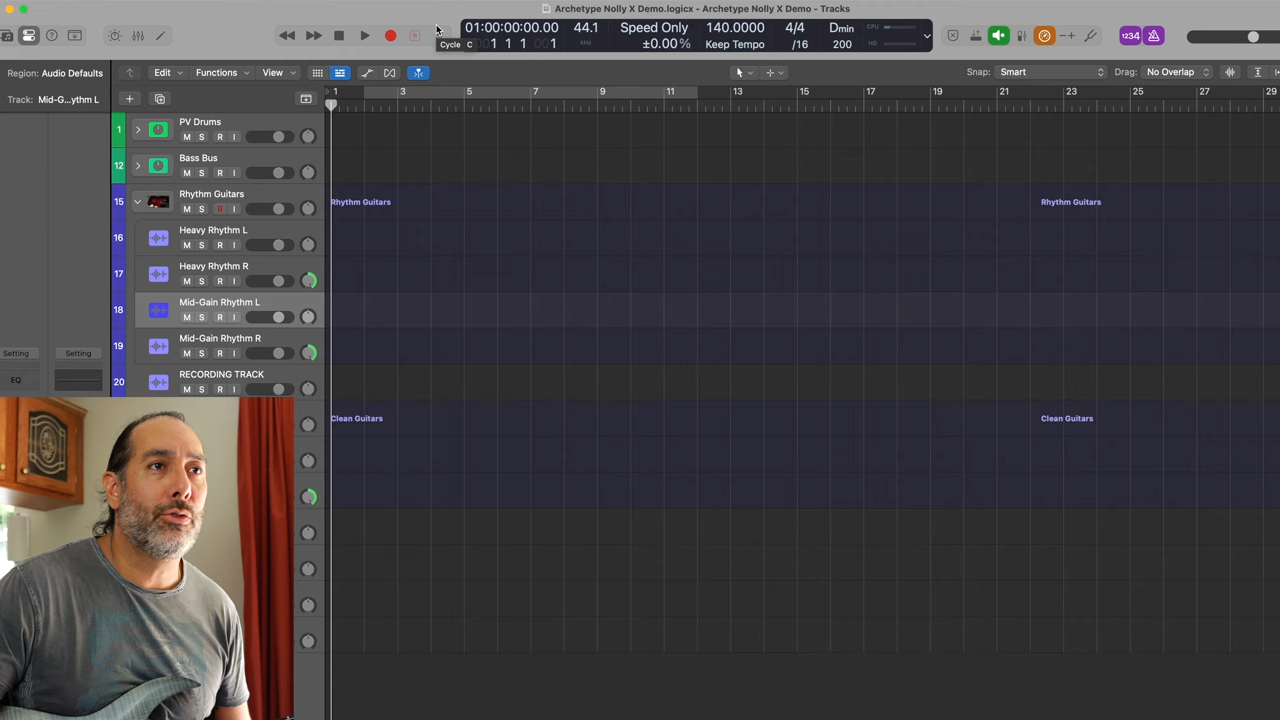 Archetype Nolly X Demo.logicx - Archetype Nolly X Demo - Tracks
01:00:00:00.00
1 1 1 001
44.1
kHz
Speed Only
±0.00%
140.0000
Keep Tempo
4/4
/16
Dmin
200
CPU
HD
1234
Cycle C
Region: Audio Defaults
Edit
Functions
View
Snap: Smart
Drag: No Overlap
Track: Mid-G...ythm L
1 3 5 7 9 11 13 15 17 19 21 23 25 27 29
1
PV Drums
M S R I
12
Bass Bus
M S R I
15
Rhythm Guitars
M S R I
Rhythm Guitars
Rhythm Guitars
16
Heavy Rhythm L
M S R I
17
Heavy Rhythm R
M S R I
18
Mid-Gain Rhythm L
M S R I
19
Mid-Gain Rhythm R
M S R I
Setting
Setting
EQ
20
RECORDING TRACK
M S R I
Clean Guitars
Clean Guitars